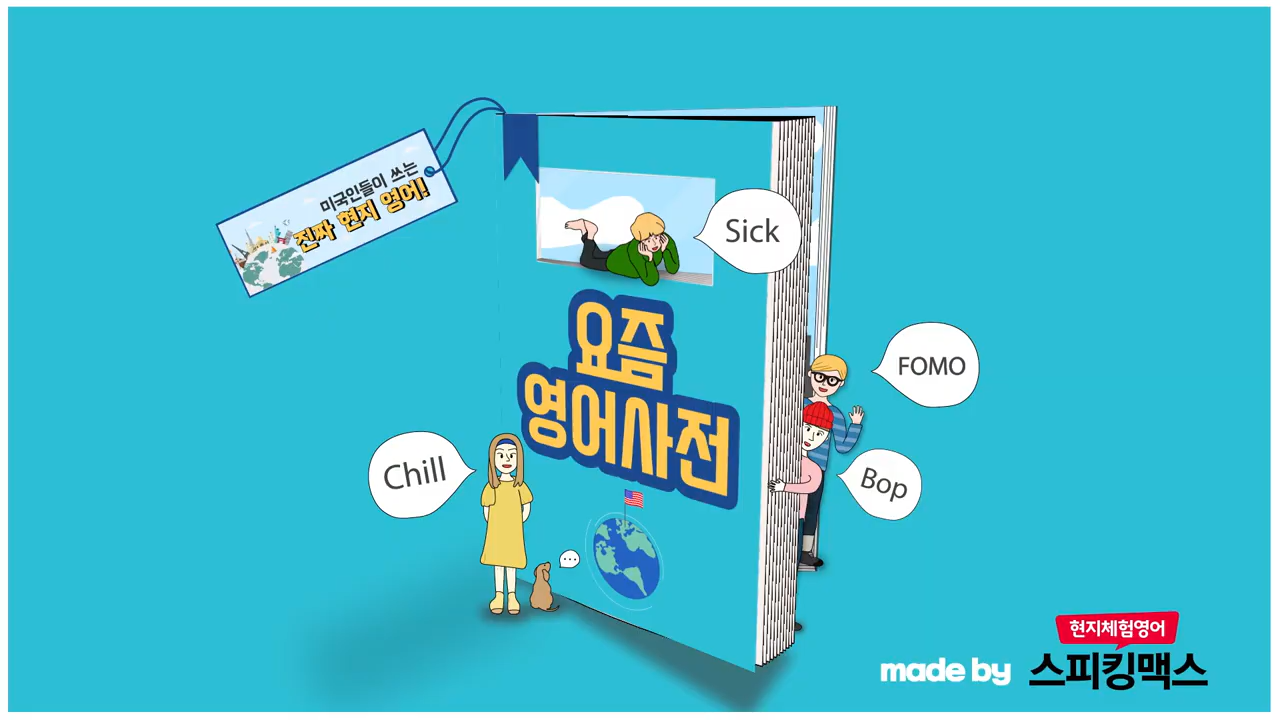 미국인들이 쓰는
진짜 현지 영어!
Sick
요즘
영어사전
FOMO
Chill
Bop
...
made by
현지체험영어
스피킹맥스